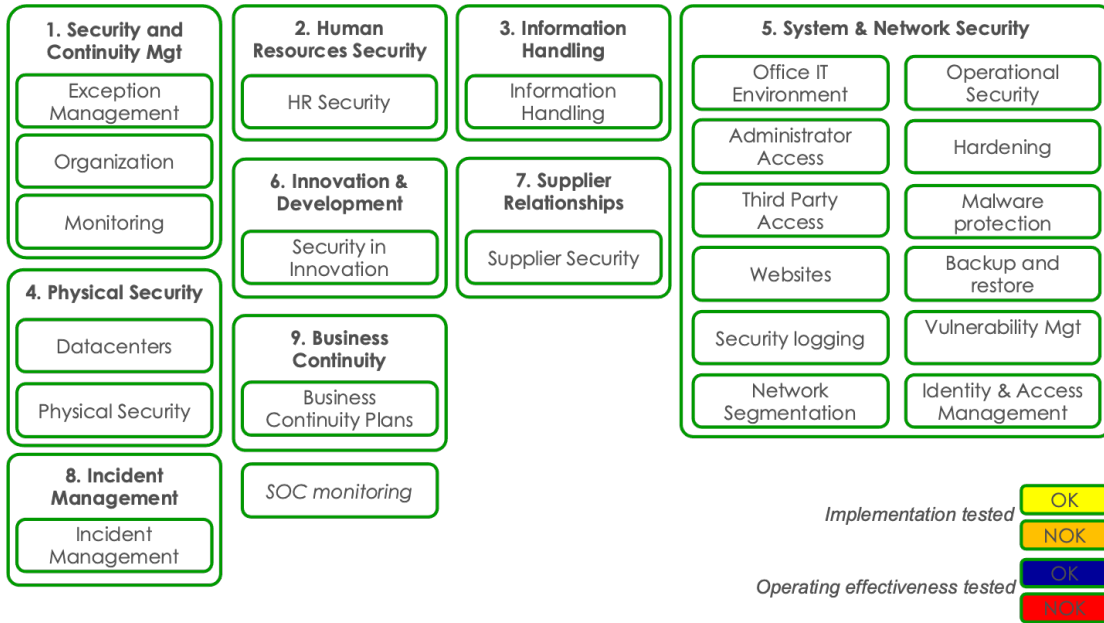 1. Security and
Continuity Mgt
Exception
Management
Organization
Monitoring
2. Human
Resources Security
HR Security
3. Information
Handling
Information
Handling
5. System & Network Security
Office IT
Environment
Operational
Security
Administrator
Access
Hardening
Third Party
Access
Malware
protection
Websites
Backup and
restore
Security logging
Vulnerability Mgt
Network
Segmentation
Identity & Access
Management
6. Innovation &
Development
Security in
Innovation
7. Supplier
Relationships
Supplier Security
4. Physical Security
Datacenters
Physical Security
9. Business
Continuity
Business
Continuity Plans
8. Incident
Management
Incident
Management
SOC monitoring
Implementation tested
OK
NOK
Operating effectiveness tested
OK
NOK